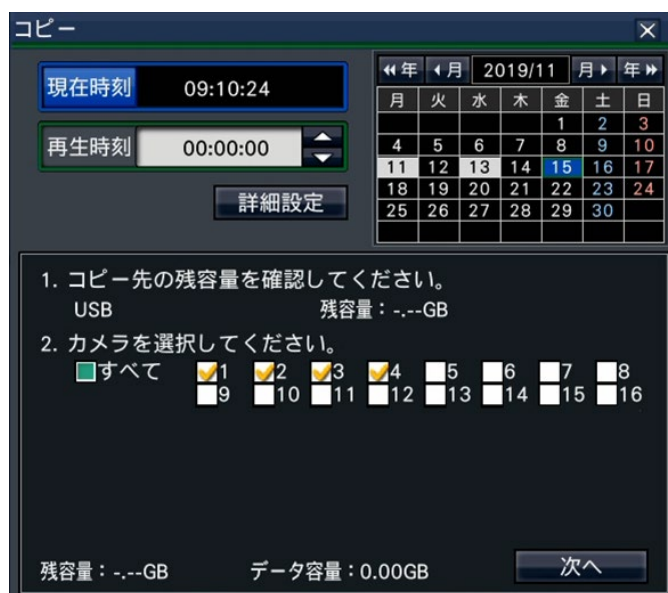 コピー
現在時刻 09:10:24
再生時刻 00:00:00
詳細設定
年 月 2019/11 月 年
月 火 水 木 金 土 日
1 2 3
4 5 6 7 8 9 10
11 12 13 14 15 16 17
18 19 20 21 22 23 24
25 26 27 28 29 30
1. コピー先の残容量を確認してください。
USB 残容量：-.--GB
2. カメラを選択してください。
すべて 1 2 3 4 5 6 7 8
9 10 11 12 13 14 15 16
残容量：-.--GB データ容量：0.00GB 次へ